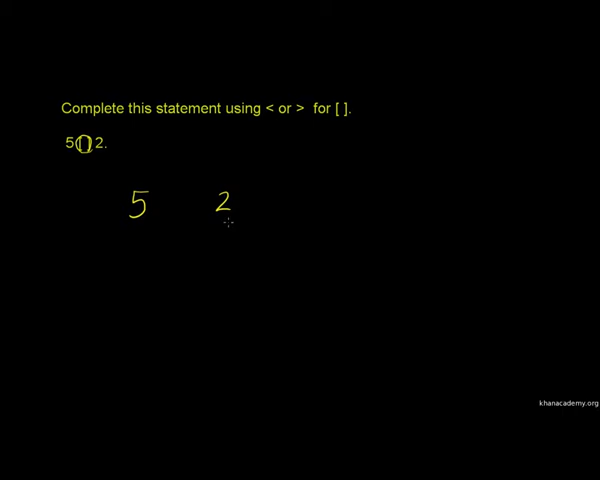 Complete this statement using < or > for [ ].
5 [ ] 2.
5 2
khanacademy.org